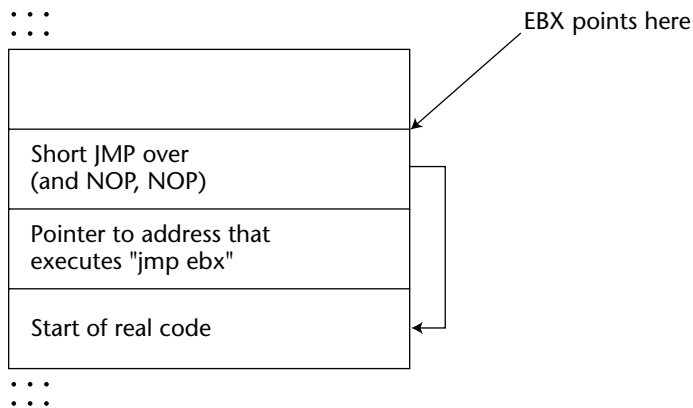 EBX points here
Short JMP over
(and NOP, NOP)
Pointer to address that
executes "jmp ebx"
Start of real code